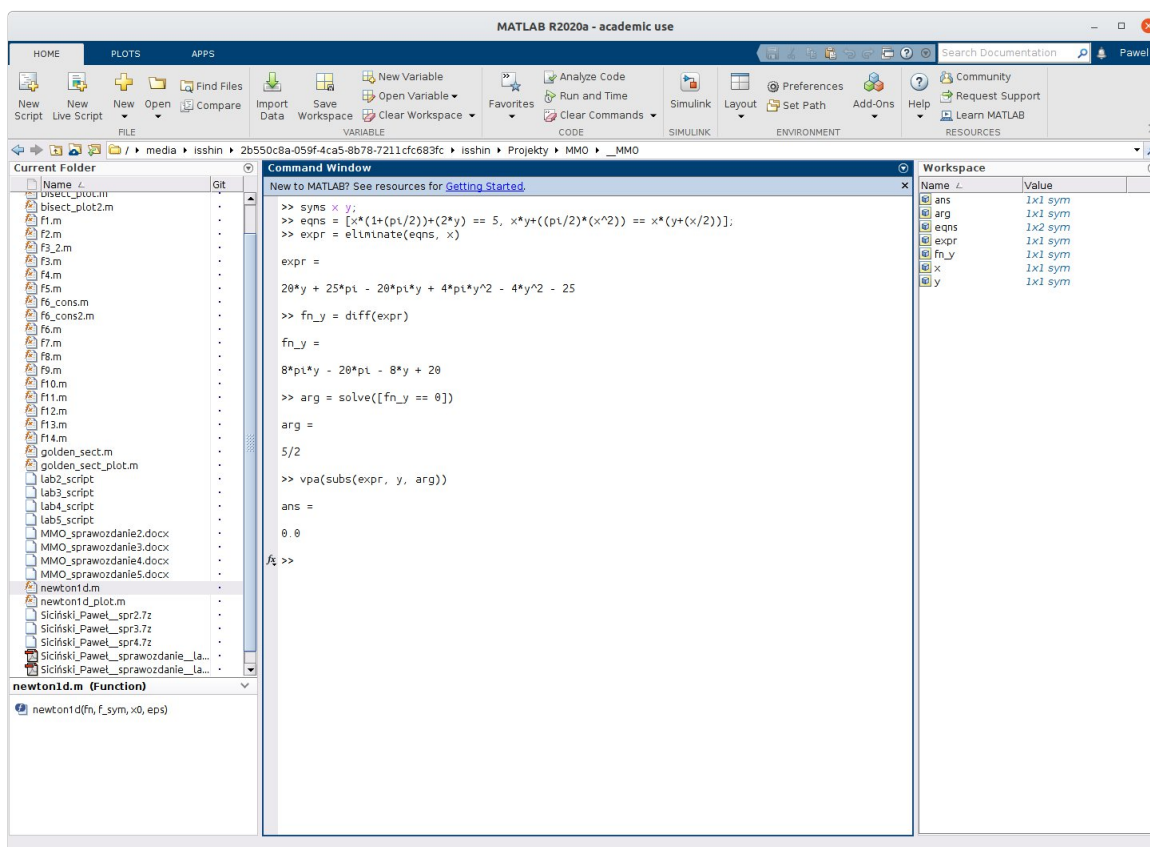 MATLAB R2020a - academic use
HOME PLOTS APPS
Search Documentation
Pawel
New Script
New Live Script
New
Open
Find Files
Compare
FILE
Import Data
Save Workspace
New Variable
Open Variable
Clear Workspace
VARIABLE
Favorites
Analyze Code
Run and Time
Clear Commands
CODE
Simulink
SIMULINK
Layout
Preferences
Set Path
Add-Ons
ENVIRONMENT
Help
Community
Request Support
Learn MATLAB
RESOURCES
/ media isshin 2b550c8a-059f-4ca5-8b78-7211cfc683fc isshin Projekty MMO __MMO
Current Folder
Name Git
bisect_plot.m
bisect_plot2.m
f1.m
f2.m
f3_2.m
f3.m
f4.m
f5.m
f6_cons.m
f6_cons2.m
f6.m
f7.m
f8.m
f9.m
f10.m
f11.m
f12.m
f13.m
f14.m
golden_sect.m
golden_sect_plot.m
lab2_script
lab3_script
lab4_script
lab5_script
MMO_sprawozdanie2.docx
MMO_sprawozdanie3.docx
MMO_sprawozdanie4.docx
MMO_sprawozdanie5.docx
newton1d.m
newton1d_plot.m
Siciński_Paweł__spr2.7z
Siciński_Paweł__spr3.7z
Siciński_Paweł__spr4.7z
Siciński_Paweł__sprawozdanie__la...
Siciński_Paweł__sprawozdanie__la...
newton1d.m (Function)
newton1d(fn, f_sym, x0, eps)
Command Window
New to MATLAB? See resources for Getting Started.
>> syms x y;
>> eqns = [x*(1+(pi/2))+(2*y) == 5, x*y+((pi/2)*(x^2)) == x*(y+(x/2))];
>> expr = eliminate(eqns, x)
expr =
20*y + 25*pi - 20*pi*y + 4*pi*y^2 - 4*y^2 - 25
>> fn_y = diff(expr)
fn_y =
8*pi*y - 20*pi - 8*y + 20
>> arg = solve([fn_y == 0])
arg =
5/2
>> vpa(subs(expr, y, arg))
ans =
0.0
fx >>
Workspace
Name Value
ans 1x1 sym
arg 1x1 sym
eqns 1x2 sym
expr 1x1 sym
fn_y 1x1 sym
x 1x1 sym
y 1x1 sym